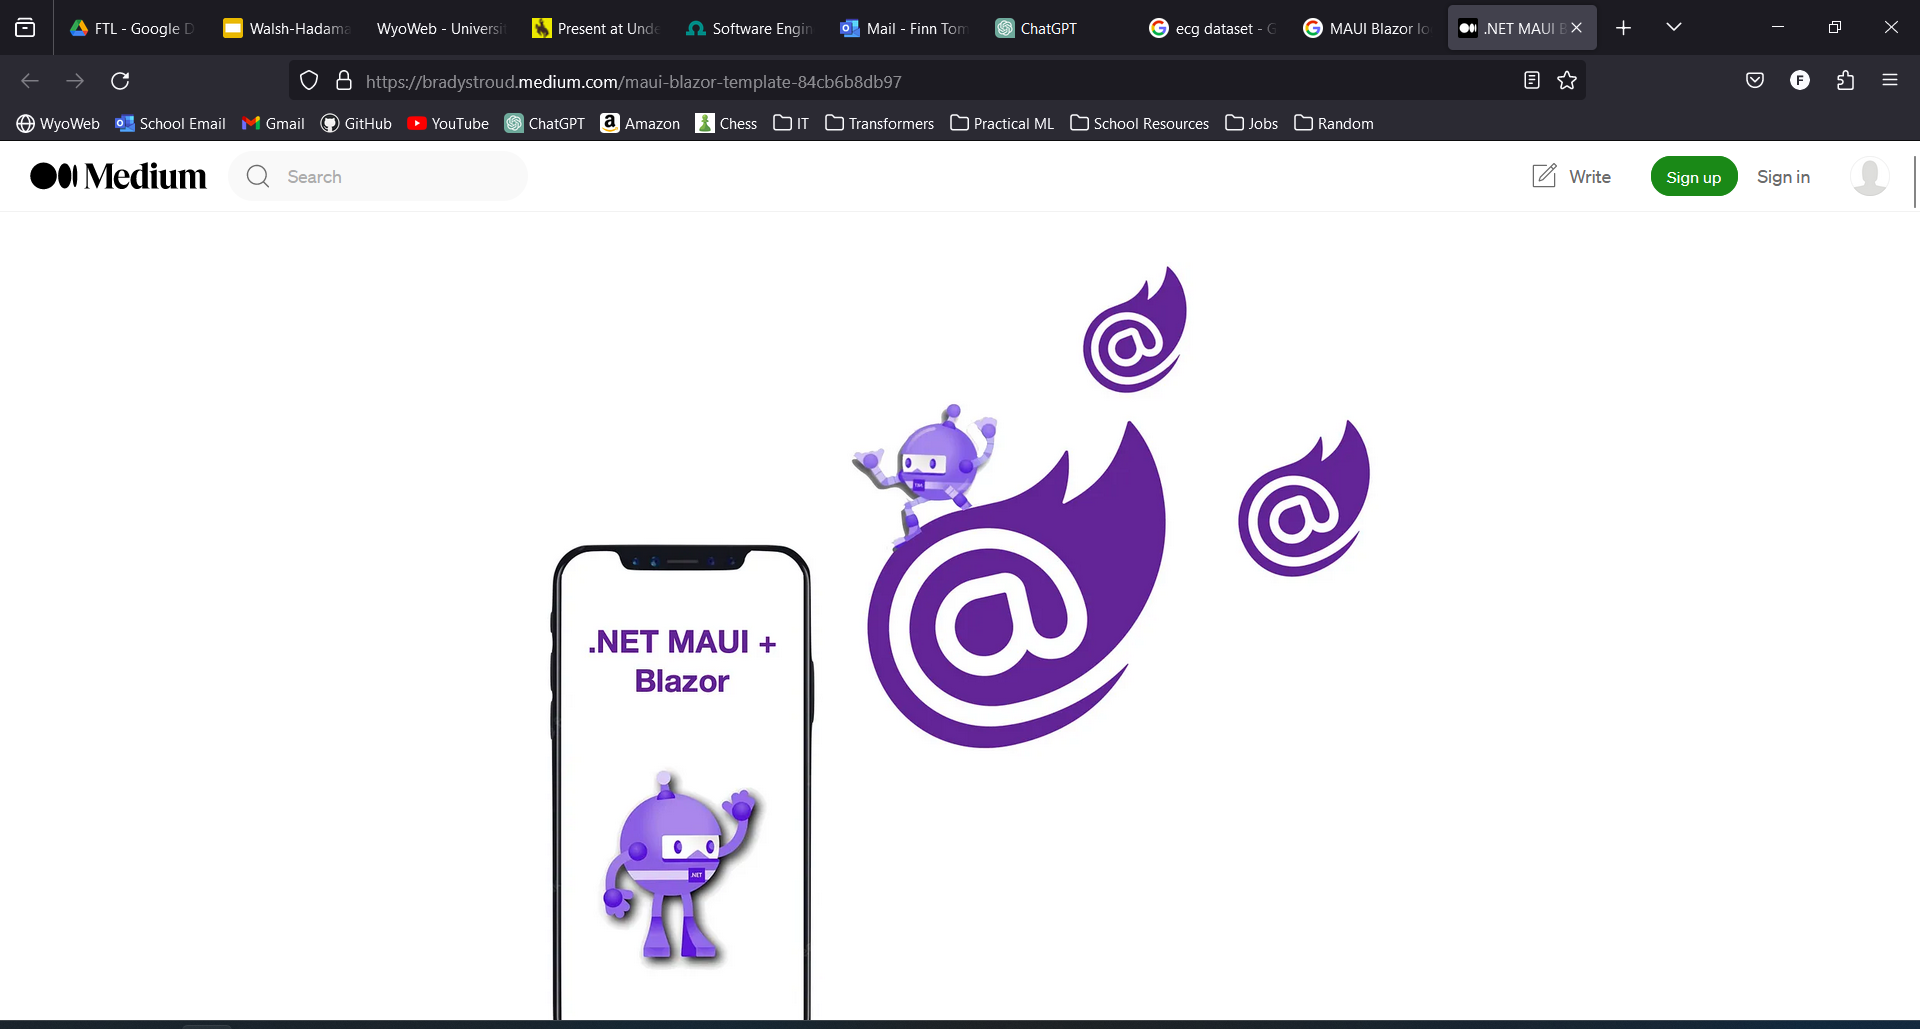 FTL - Google D
Walsh-Hadama
WyoWeb - Universit
Present at Unde
Software Engin
Mail - Finn Tom
ChatGPT
ecg dataset - G
MAUI Blazor lo
.NET MAUI B
https://bradystroud.medium.com/maui-blazor-template-84cb6b8db97
F
WyoWeb
School Email
Gmail
GitHub
YouTube
ChatGPT
Amazon
Chess
IT
Transformers
Practical ML
School Resources
Jobs
Random
Medium
Search
Write
Sign up
Sign in
.NET MAUI +
Blazor
.NET